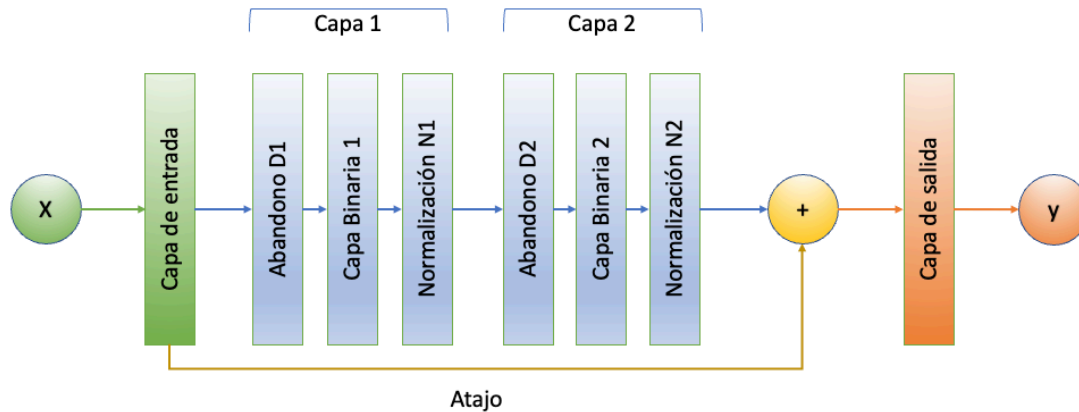 Capa 1
Capa 2
X
Capa de entrada
Abandono D1
Capa Binaria 1
Normalización N1
Abandono D2
Capa Binaria 2
Normalización N2
+
Capa de salida
y
Atajo